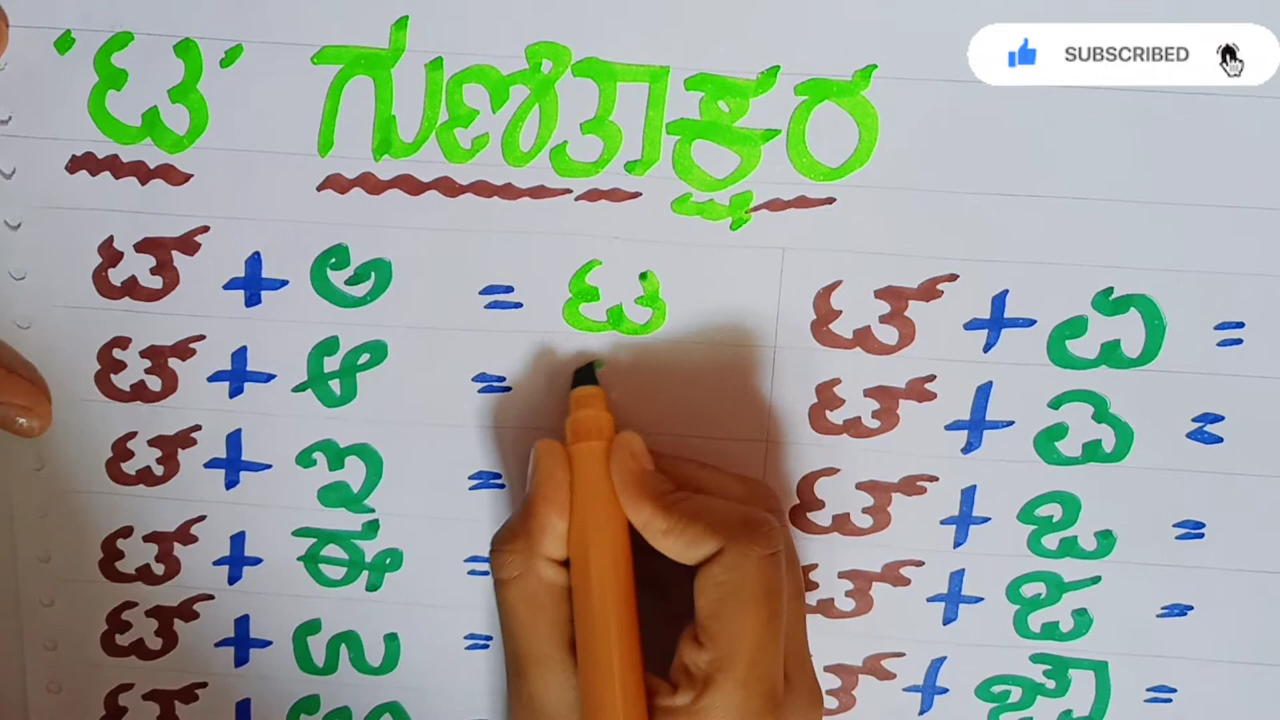 'ಟ' ಗುಣಿತಾಕ್ಷರ
SUBSCRIBED
ಟ್ + ಅ = ಟ
ಟ್ + ಆ =
ಟ್ + ಇ =
ಟ್ + ಈ =
ಟ್ + ಉ =
ಟ್ +
ಟ್ + ಏ =
ಟ್ + ಐ =
ಟ್ + ಒ =
ಟ್ + ಓ =
ಟ್ + ಔ =